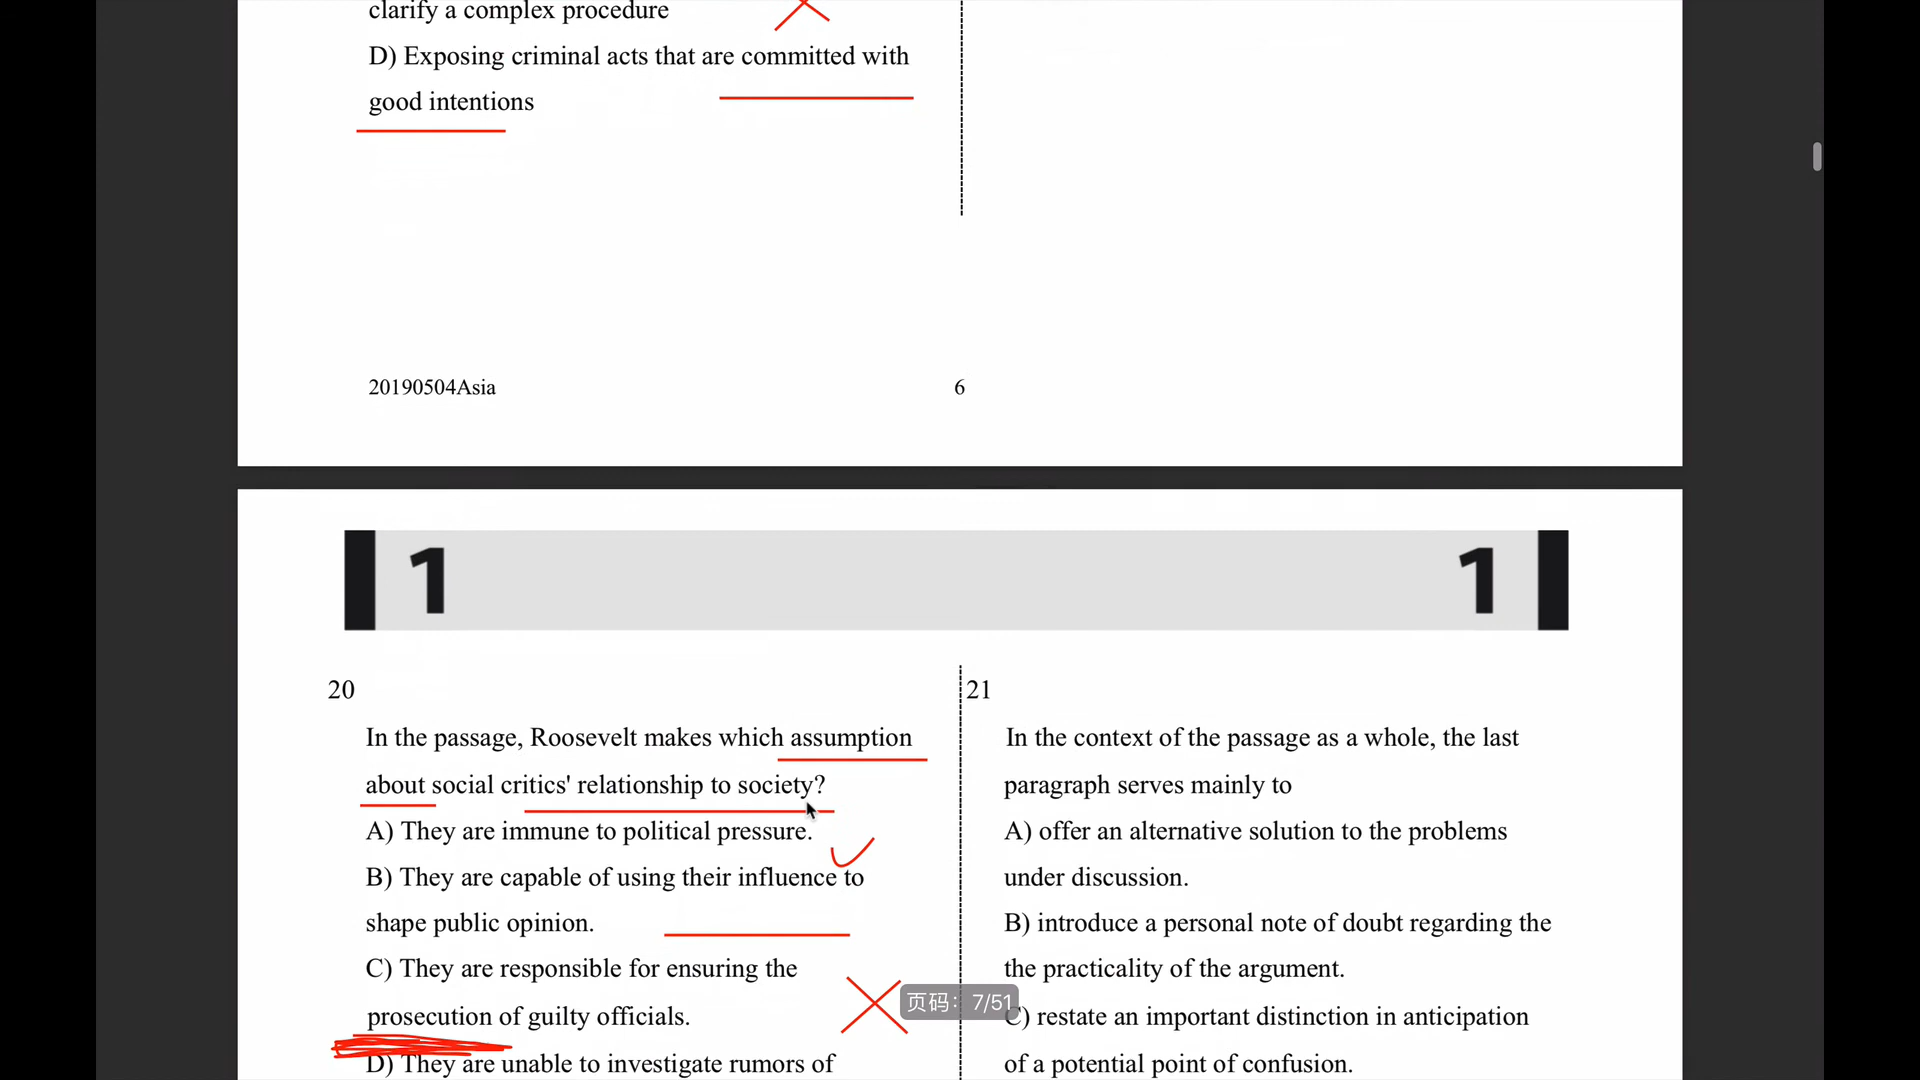 clarify a complex procedure
D) Exposing criminal acts that are committed with
good intentions
20190504Asia
6
1
1
20
In the passage, Roosevelt makes which assumption
about social critics' relationship to society?
A) They are immune to political pressure.
B) They are capable of using their influence to
shape public opinion.
C) They are responsible for ensuring the
prosecution of guilty officials.
D) They are unable to investigate rumors of
21
In the context of the passage as a whole, the last
paragraph serves mainly to
A) offer an alternative solution to the problems
under discussion.
B) introduce a personal note of doubt regarding the
the practicality of the argument.
C) restate an important distinction in anticipation
of a potential point of confusion.
页码: 7/51